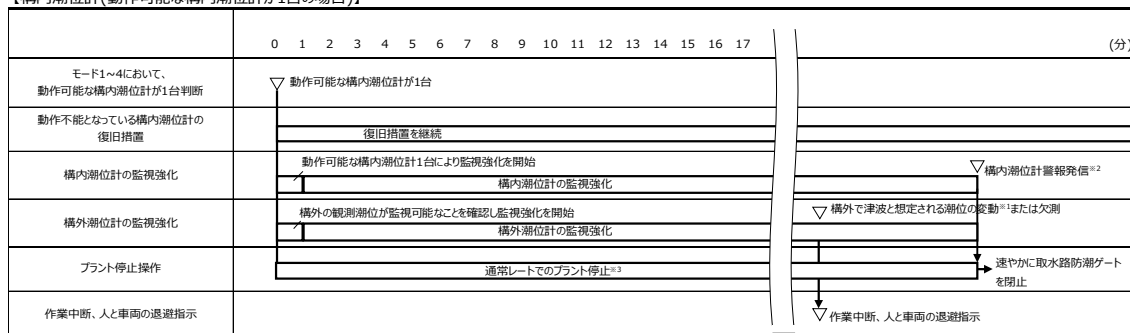 【構内潮位計(動作可能な構内潮位計が1台の場合)】
0 1 2 3 4 5 6 7 8 9 10 11 12 13 14 15 16 17 (分)
モード1~4において、
動作可能な構内潮位計が1台判断
動作可能な構内潮位計が1台
動作不能となっている構内潮位計の
復旧措置
復旧措置を継続
構内潮位計の監視強化
動作可能な構内潮位計1台により監視強化を開始
構内潮位計の監視強化
構内潮位計警報発信※2
構外潮位計の監視強化
構外の観測潮位が監視可能なことを確認し監視強化を開始
構外潮位計の監視強化
構外で津波と想定される潮位の変動※1または欠測
プラント停止操作
通常レートでのプラント停止※3
速やかに取水路防潮ゲート
を閉止
作業中断、人と車両の退避指示
作業中断、人と車両の退避指示